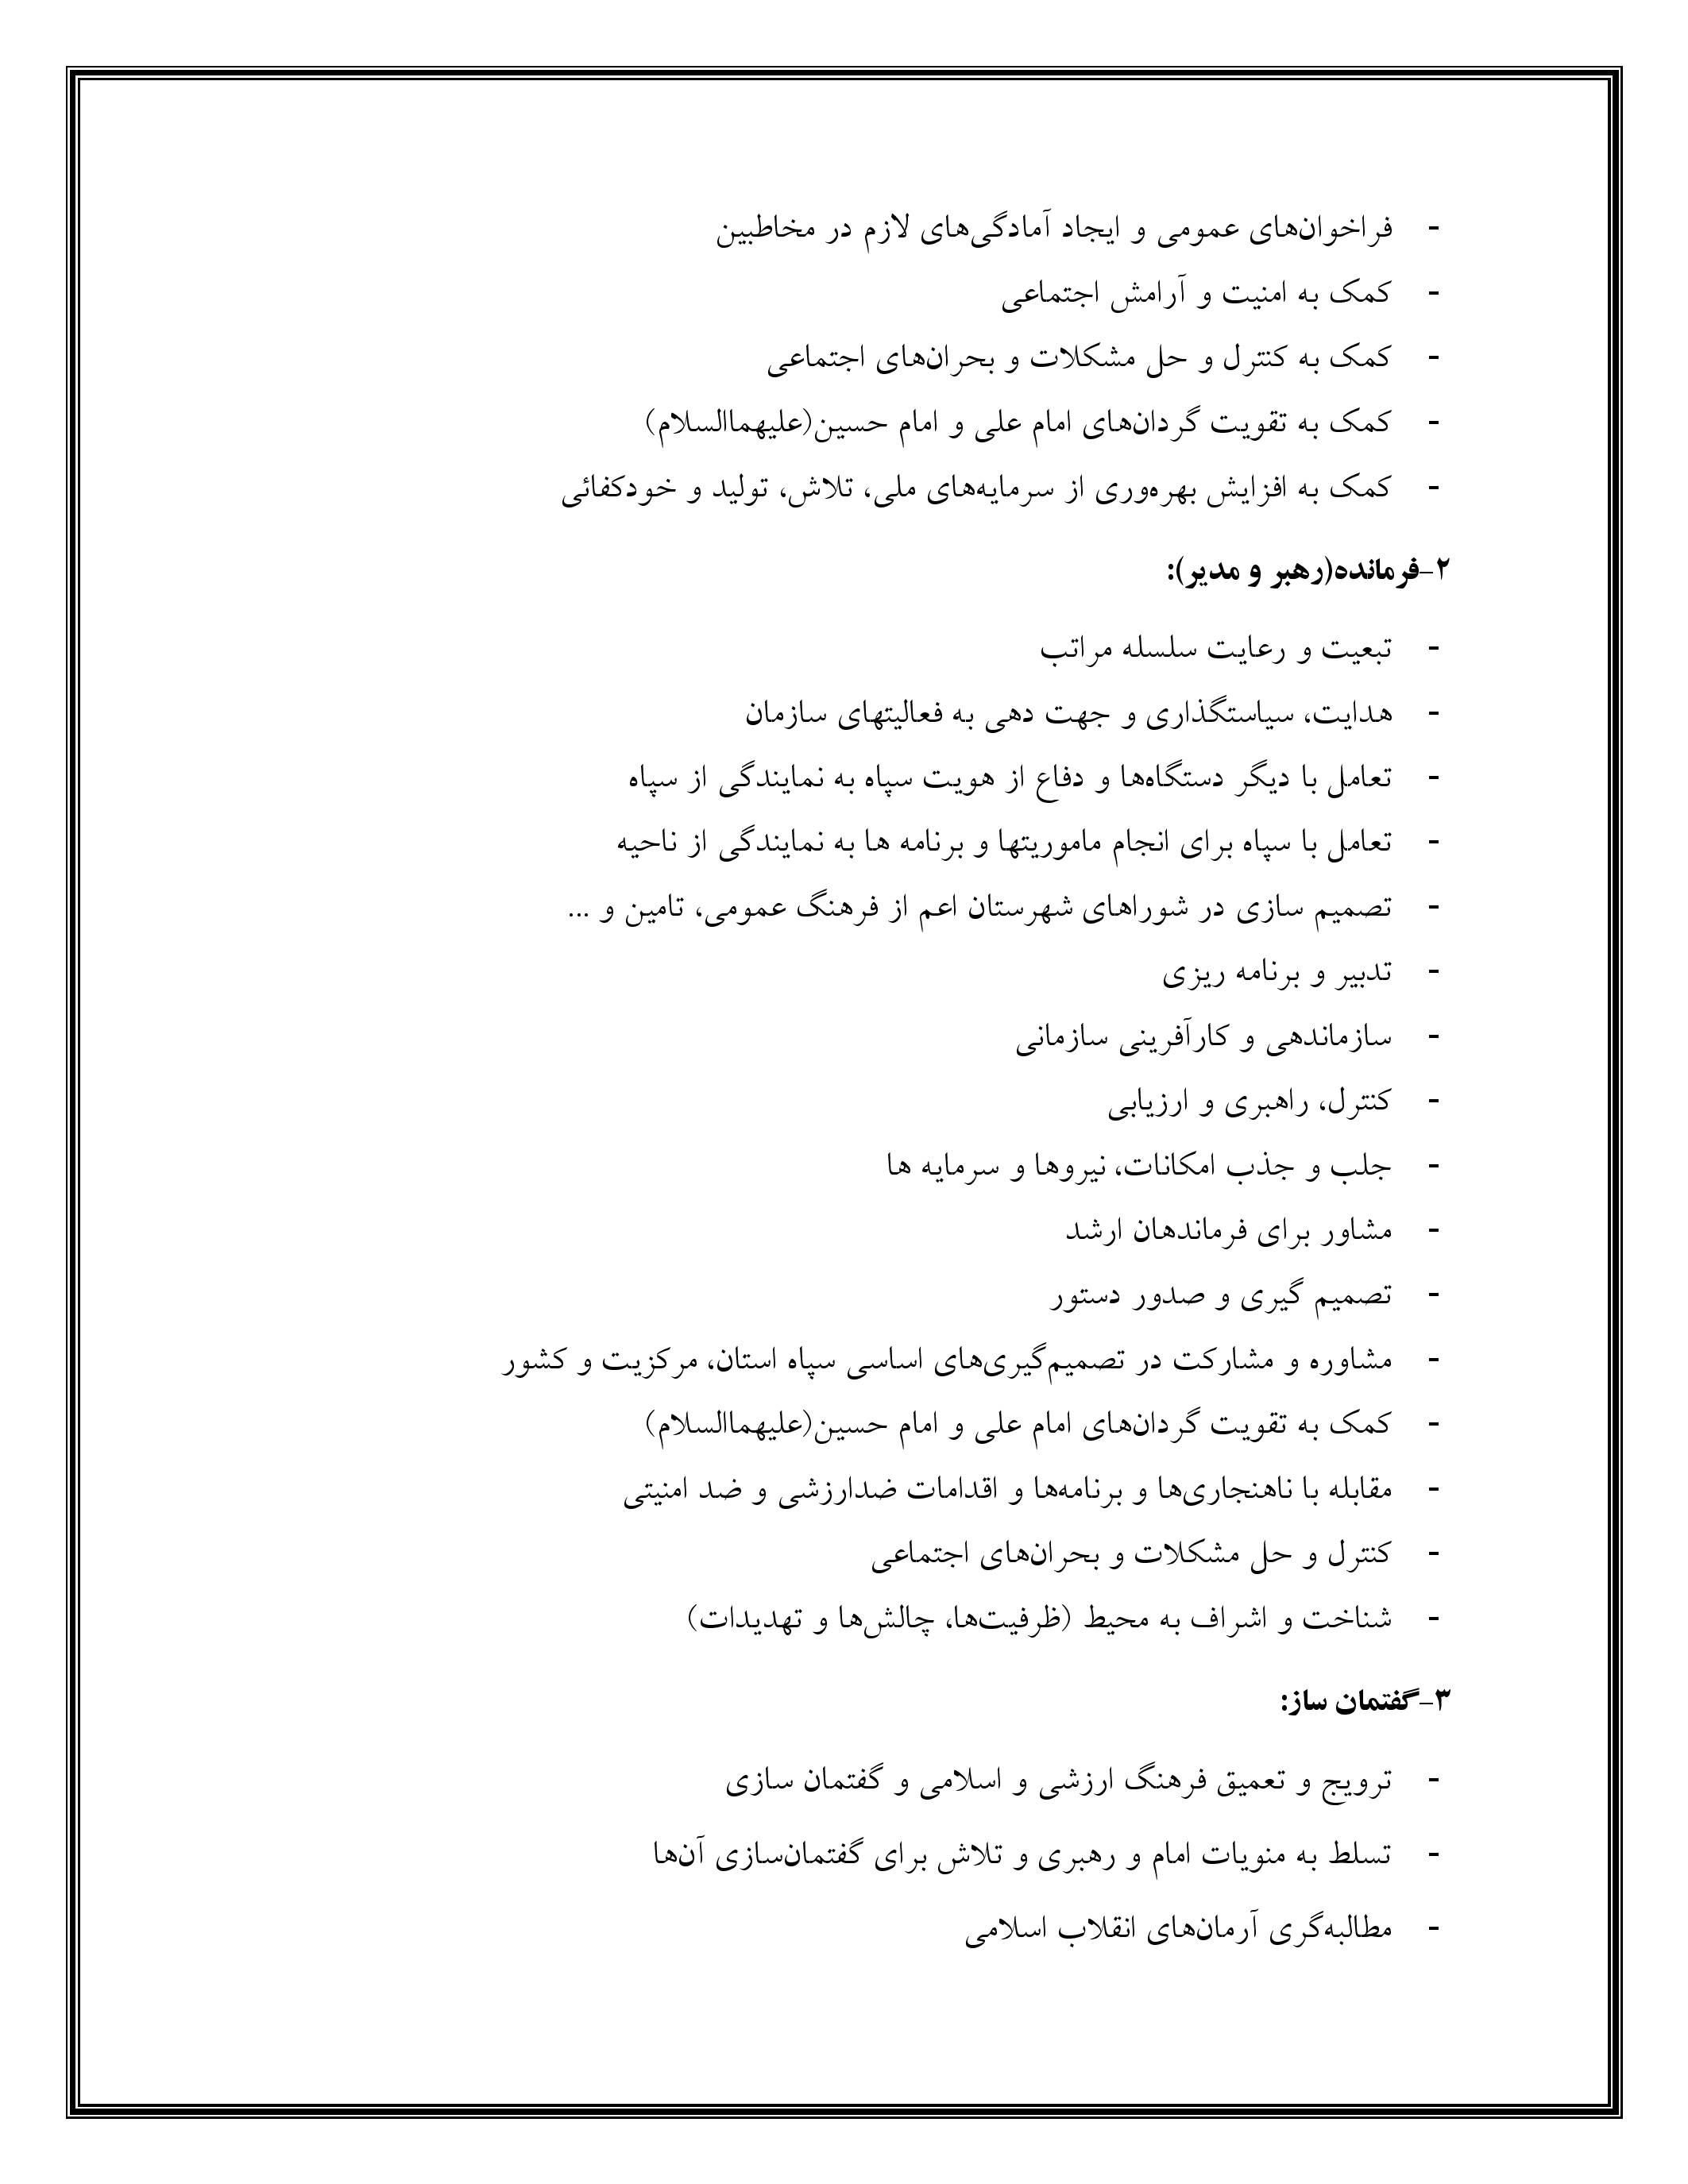 - فراخوان‌های عمومی و ایجاد آمادگی‌های لازم در مخاطبین
- کمک به امنیت و آرامش اجتماعی
- کمک به کنترل و حل مشکلات و بحران‌های اجتماعی
- کمک به تقویت گردان‌های امام علی و امام حسین(علیهماالسلام)
- کمک به افزایش بهره‌وری از سرمایه‌های ملی، تلاش، تولید و خودکفائی
۲-فرمانده(رهبر و مدیر):
- تبعیت و رعایت سلسله مراتب
- هدایت، سیاستگذاری و جهت دهی به فعالیتهای سازمان
- تعامل با دیگر دستگاه‌ها و دفاع از هویت سپاه به نمایندگی از سپاه
- تعامل با سپاه برای انجام ماموریتها و برنامه ها به نمایندگی از ناحیه
- تصمیم سازی در شوراهای شهرستان اعم از فرهنگ عمومی، تامین و ...
- تدبیر و برنامه ریزی
- سازماندهی و کارآفرینی سازمانی
- کنترل، راهبری و ارزیابی
- جلب و جذب امکانات، نیروها و سرمایه ها
- مشاور برای فرماندهان ارشد
- تصمیم گیری و صدور دستور
- مشاوره و مشارکت در تصمیم‌گیری‌های اساسی سپاه استان، مرکزیت و کشور
- کمک به تقویت گردان‌های امام علی و امام حسین(علیهماالسلام)
- مقابله با ناهنجاری‌ها و برنامه‌ها و اقدامات ضدارزشی و ضد امنیتی
- کنترل و حل مشکلات و بحران‌های اجتماعی
- شناخت و اشراف به محیط (ظرفیت‌ها، چالش‌ها و تهدیدات)
۳-گفتمان ساز:
- ترویج و تعمیق فرهنگ ارزشی و اسلامی و گفتمان سازی
- تسلط به منویات امام و رهبری و تلاش برای گفتمان‌سازی آن‌ها
- مطالبه‌گری آرمان‌های انقلاب اسلامی